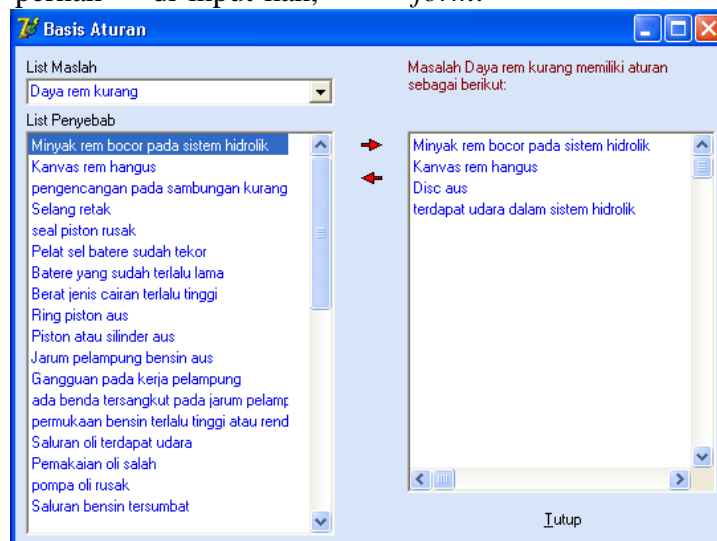 di-input-kan,
Basis Aturan
List Maslah
Daya rem kurang
List Penyebab
Minyak rem bocor pada sistem hidrolik
Kanvas rem hangus
pengencangan pada sambungan kurang
Selang retak
seal piston rusak
Pelat sel batere sudah tekor
Batere yang sudah terlalu lama
Berat jenis cairan terlalu tinggi
Ring piston aus
Piston atau silinder aus
Jarum pelampung bensin aus
Gangguan pada kerja pelampung
ada benda tersangkut pada jarum pelamp
permukaan bensin terlalu tinggi atau rend
Saluran oli terdapat udara
Pemakaian oli salah
pompa oli rusak
Saluran bensin tersumbat
Masalah Daya rem kurang memiliki aturan
sebagai berikut:
Minyak rem bocor pada sistem hidrolik
Kanvas rem hangus
Disc aus
terdapat udara dalam sistem hidrolik
Tutup